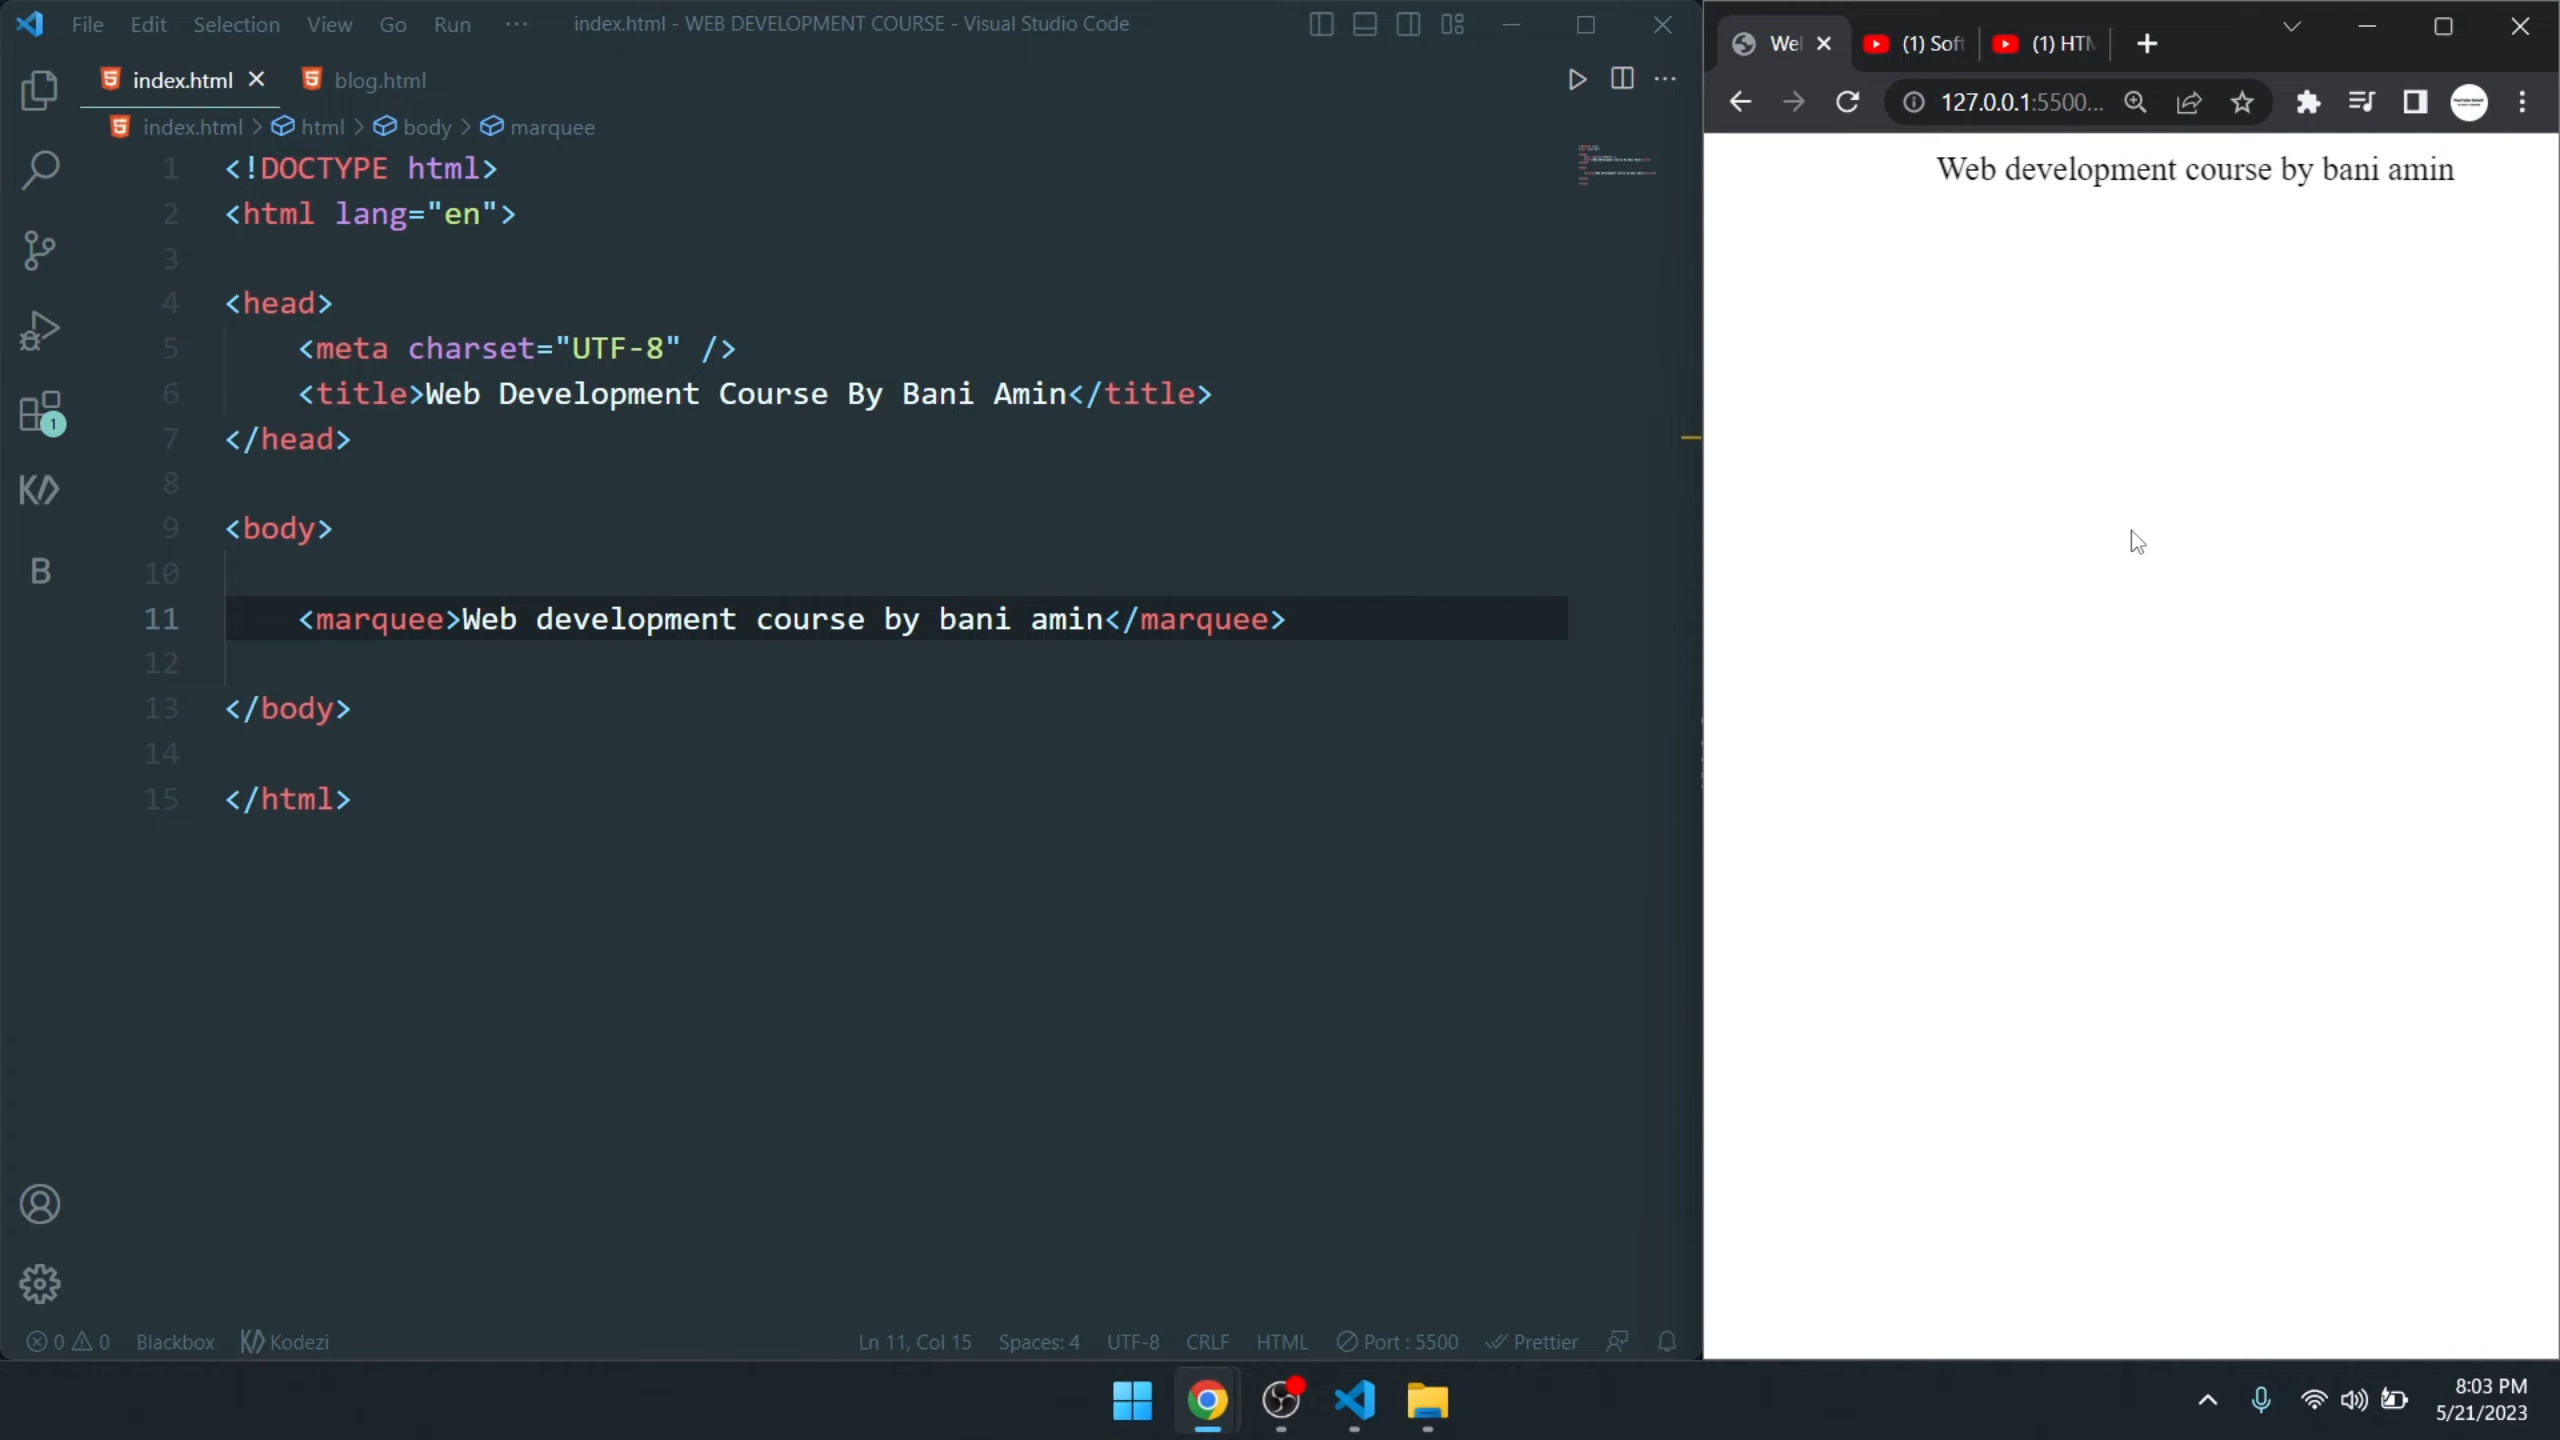 File Edit Selection View Go Run ··· index.html - WEB DEVELOPMENT COURSE - Visual Studio Code
index.html blog.html
index.html > html > body > marquee
1 <!DOCTYPE html>
2 <html lang="en">
3
4 <head>
5 <meta charset="UTF-8" />
6 <title>Web Development Course By Bani Amin</title>
7 </head>
8
9 <body>
10
11 <marquee>Web development course by bani amin</marquee>
12
13 </body>
14
15 </html>
1
B
0 0 Blackbox Kodezi Ln 11, Col 15 Spaces: 4 UTF-8 CRLF HTML Port : 5500 Prettier
We (1) Soft (1) HTM
127.0.0.1:5500...
Web development course by bani amin
8:03 PM
5/21/2023